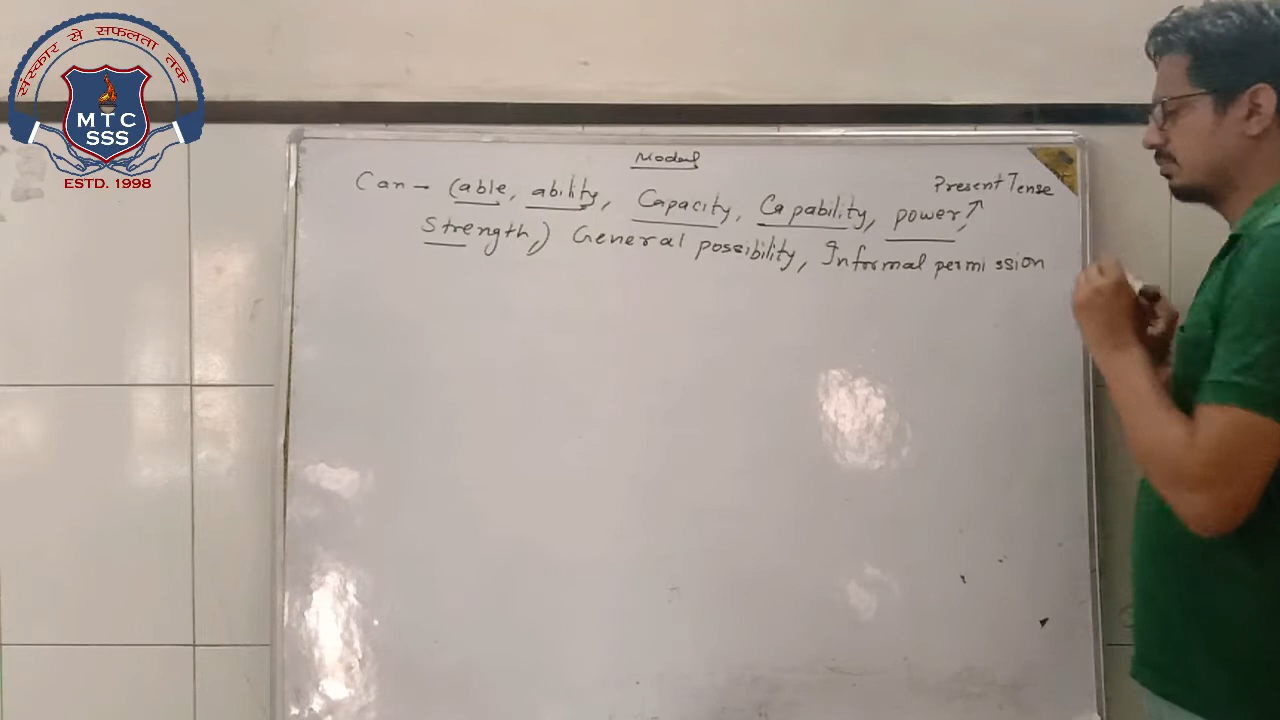 संस्कार से सफलता तक
MTC
SSS
ESTD. 1998
Modal
Present Tense
Can - (able, ability, Capacity, Capability, power,
Strength,) General possibility, Informal permission